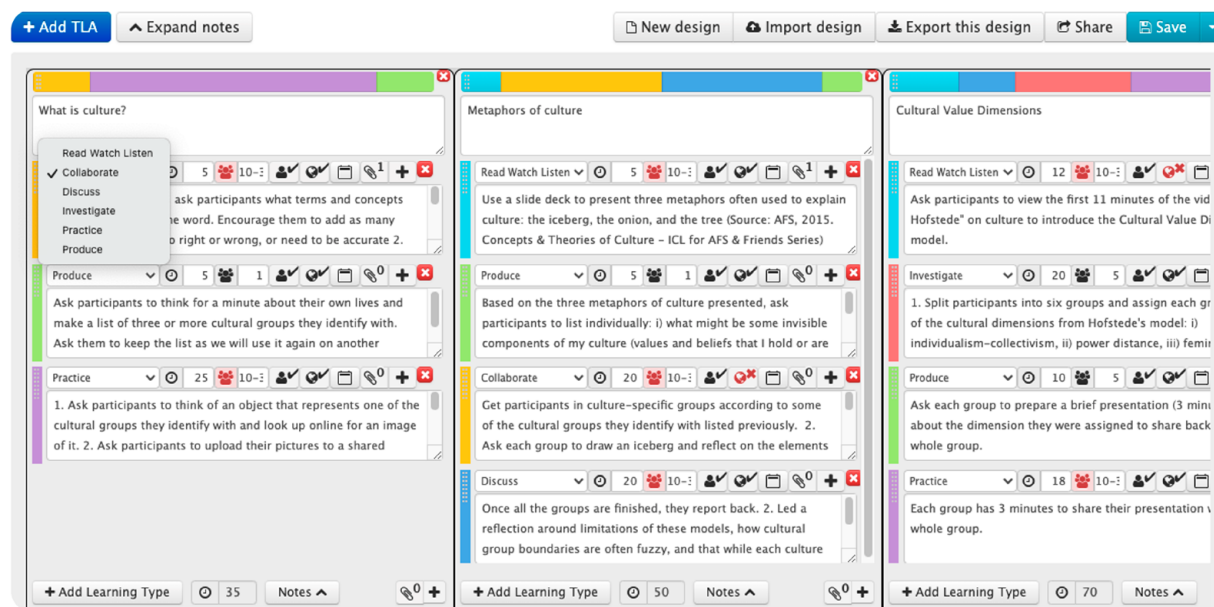 + Add TLA
Expand notes
New design
Import design
Export this design
Share
Save
What is culture?
Read Watch Listen
Collaborate
Discuss
Investigate
Practice
Produce
5 10-3 1
ask participants what terms and concepts
word. Encourage them to add as many
right or wrong, or need to be accurate 2.
Produce 5 1 0
Ask participants to think for a minute about their own lives and
make a list of three or more cultural groups they identify with.
Ask them to keep the list as we will use it again on another
Practice 25 10-3 0
1. Ask participants to think of an object that represents one of the
cultural groups they identify with and look up online for an image
of it. 2. Ask participants to upload their pictures to a shared
+ Add Learning Type 35 Notes 0
Metaphors of culture
Read Watch Listen 5 10-3 1
Use a slide deck to present three metaphors often used to explain
culture: the iceberg, the onion, and the tree (Source: AFS, 2015.
Concepts & Theories of Culture – ICL for AFS & Friends Series)
Produce 5 1 0
Based on the three metaphors of culture presented, ask
participants to list individually: i) what might be some invisible
components of my culture (values and beliefs that I hold or are
Collaborate 20 10-3 0
Get participants in culture-specific groups according to some
of the cultural groups they identify with listed previously. 2.
Ask each group to draw an iceberg and reflect on the elements
Discuss 20 10-3 0
Once all the groups are finished, they report back. 2. Led a
reflection around limitations of these models, how cultural
group boundaries are often fuzzy, and that while each culture
+ Add Learning Type 50 Notes 0
Cultural Value Dimensions
Read Watch Listen 12 10-3
Ask participants to view the first 11 minutes of the vid
Hofstede" on culture to introduce the Cultural Value Di
model.
Investigate 20 5
1. Split participants into six groups and assign each gr
of the cultural dimensions from Hofstede's model: i)
individualism-collectivism, ii) power distance, iii) femin
Produce 10 5
Ask each group to prepare a brief presentation (3 minu
about the dimension they were assigned to share back
whole group.
Practice 18 10-3
Each group has 3 minutes to share their presentation
whole group.
+ Add Learning Type 70 Notes